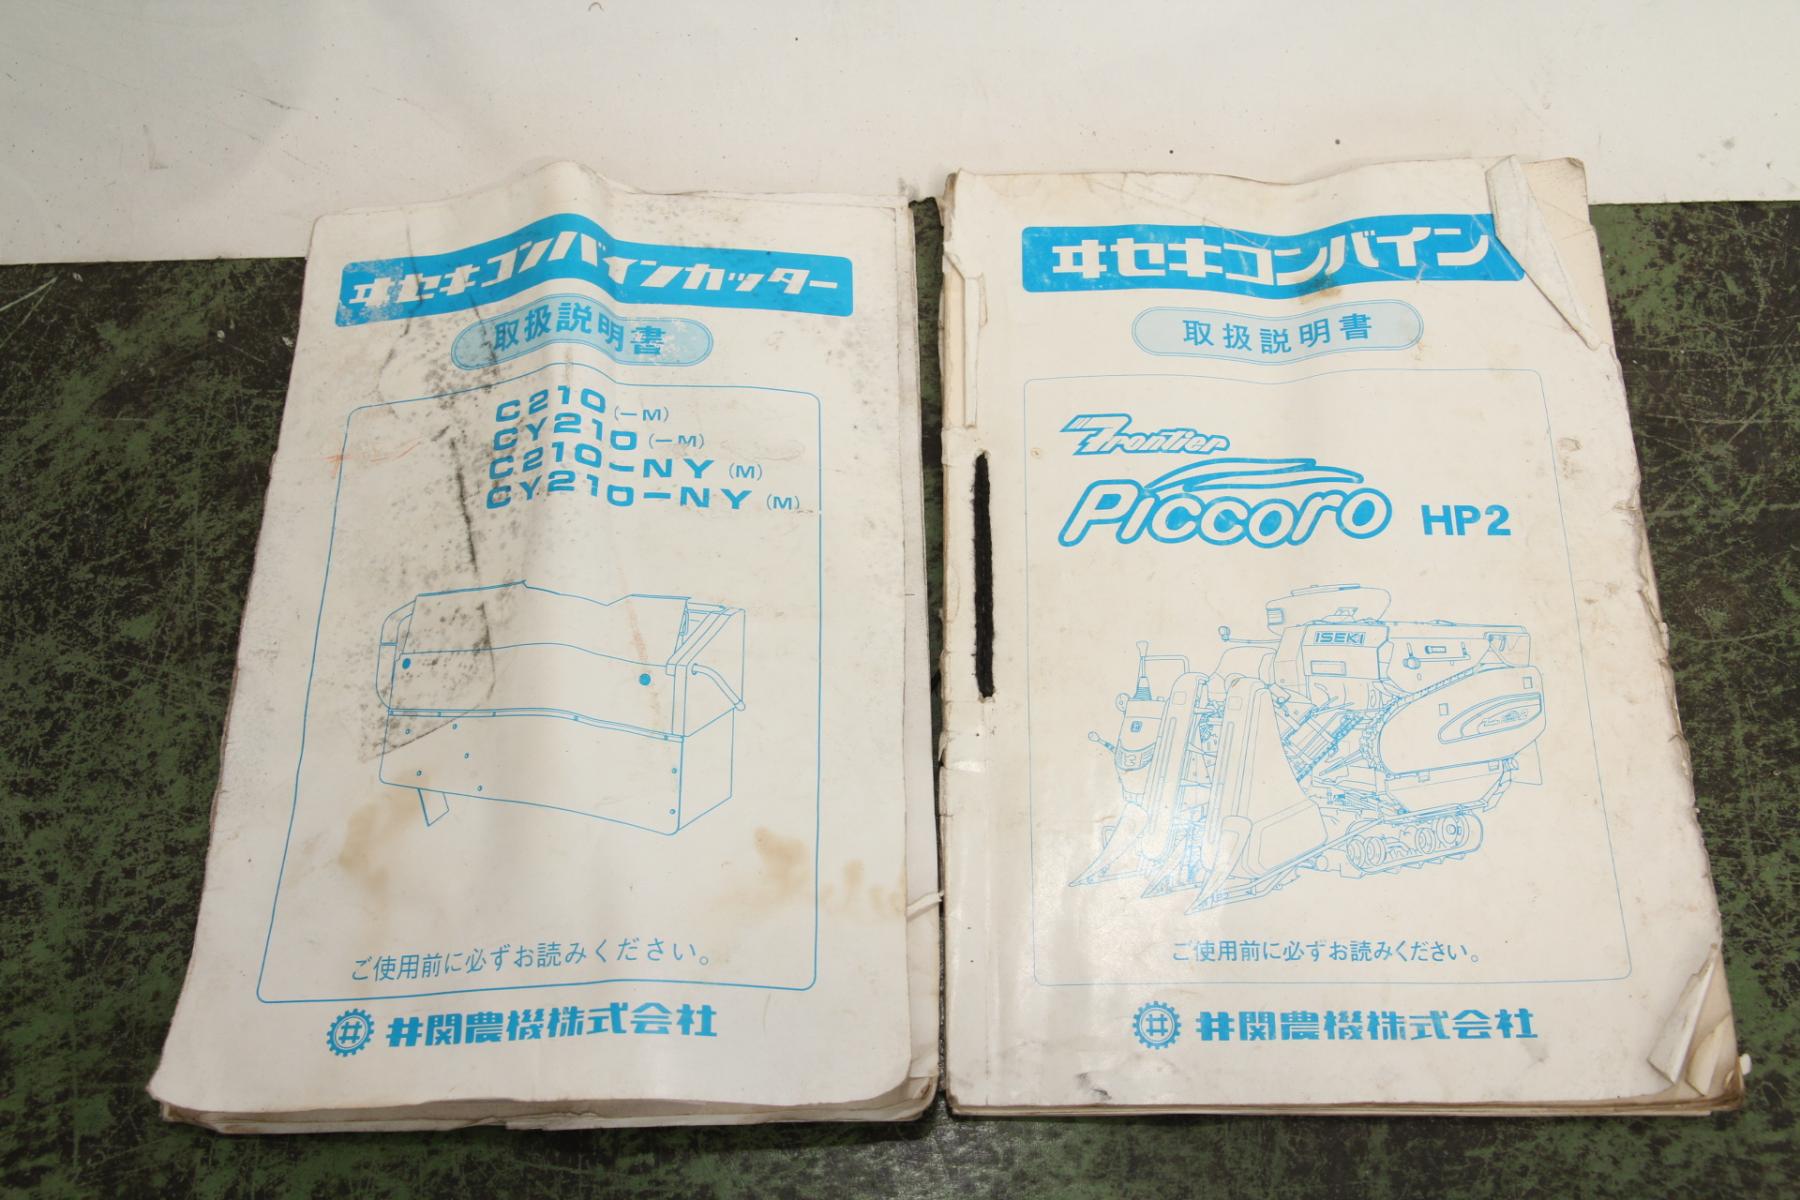 ヰセキコンバインカッター
取扱説明書
C210(-M)
CY210(-M)
C210-NY(M)
CY210-NY(M)
ご使用前に必ずお読みください。
井関農機株式会社
ヰセキコンバイン
取扱説明書
Frontier
Piccoro HP2
ISEKI
ご使用前に必ずお読みください。
井関農機株式会社